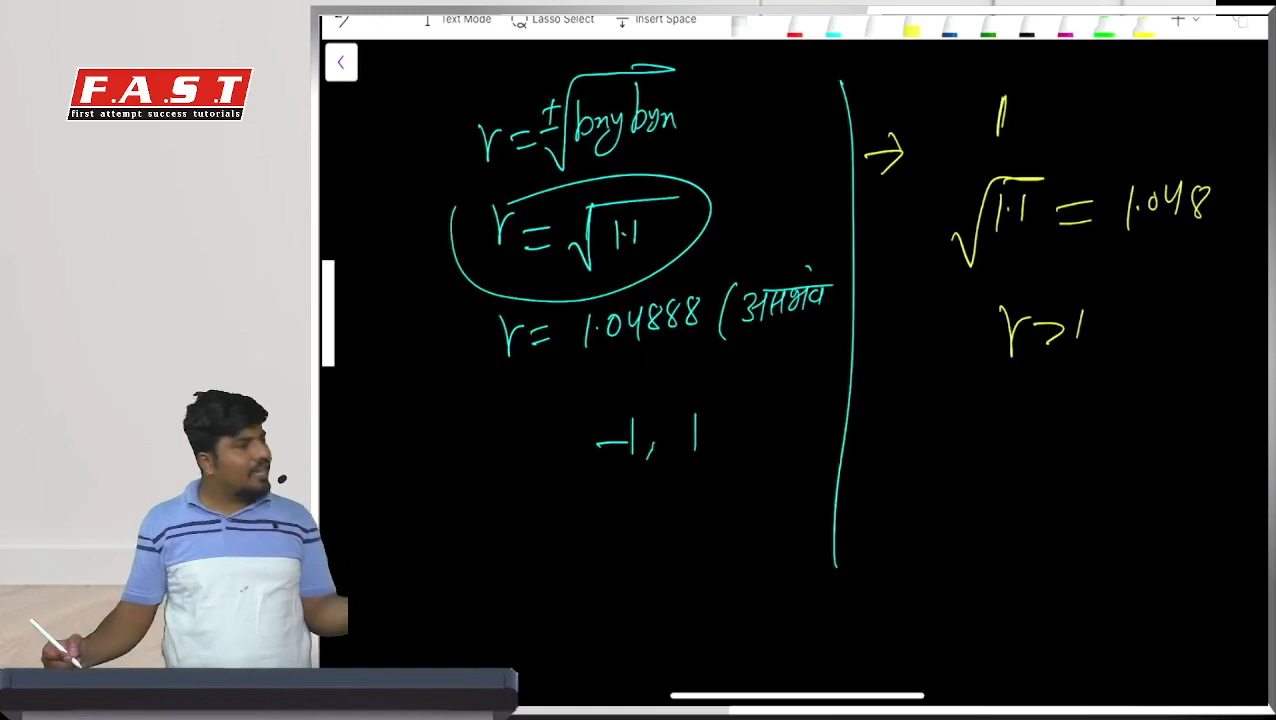 Text Mode
Lasso Select
Insert Space
F.A.S.T
first attempt success tutorials
r = ±√bxy byx
r = √1.1
r = 1.04888 (असंभव
-1, 1
→ 1
√1.1 = 1.048
r > 1